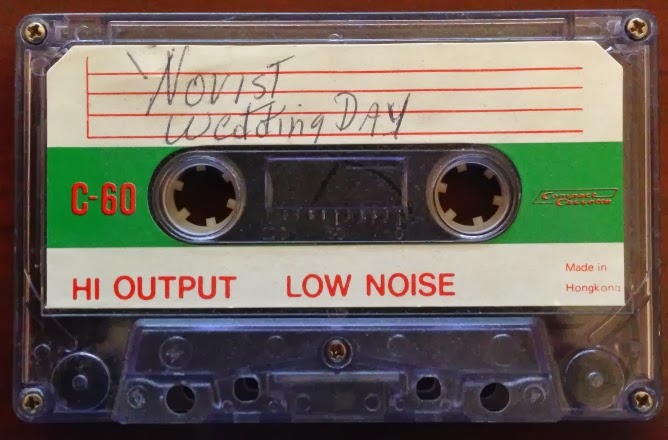 NOVIST
Wedding DAY
C-60
Compact
Cassette
HI OUTPUT LOW NOISE
Made in
Hongkong